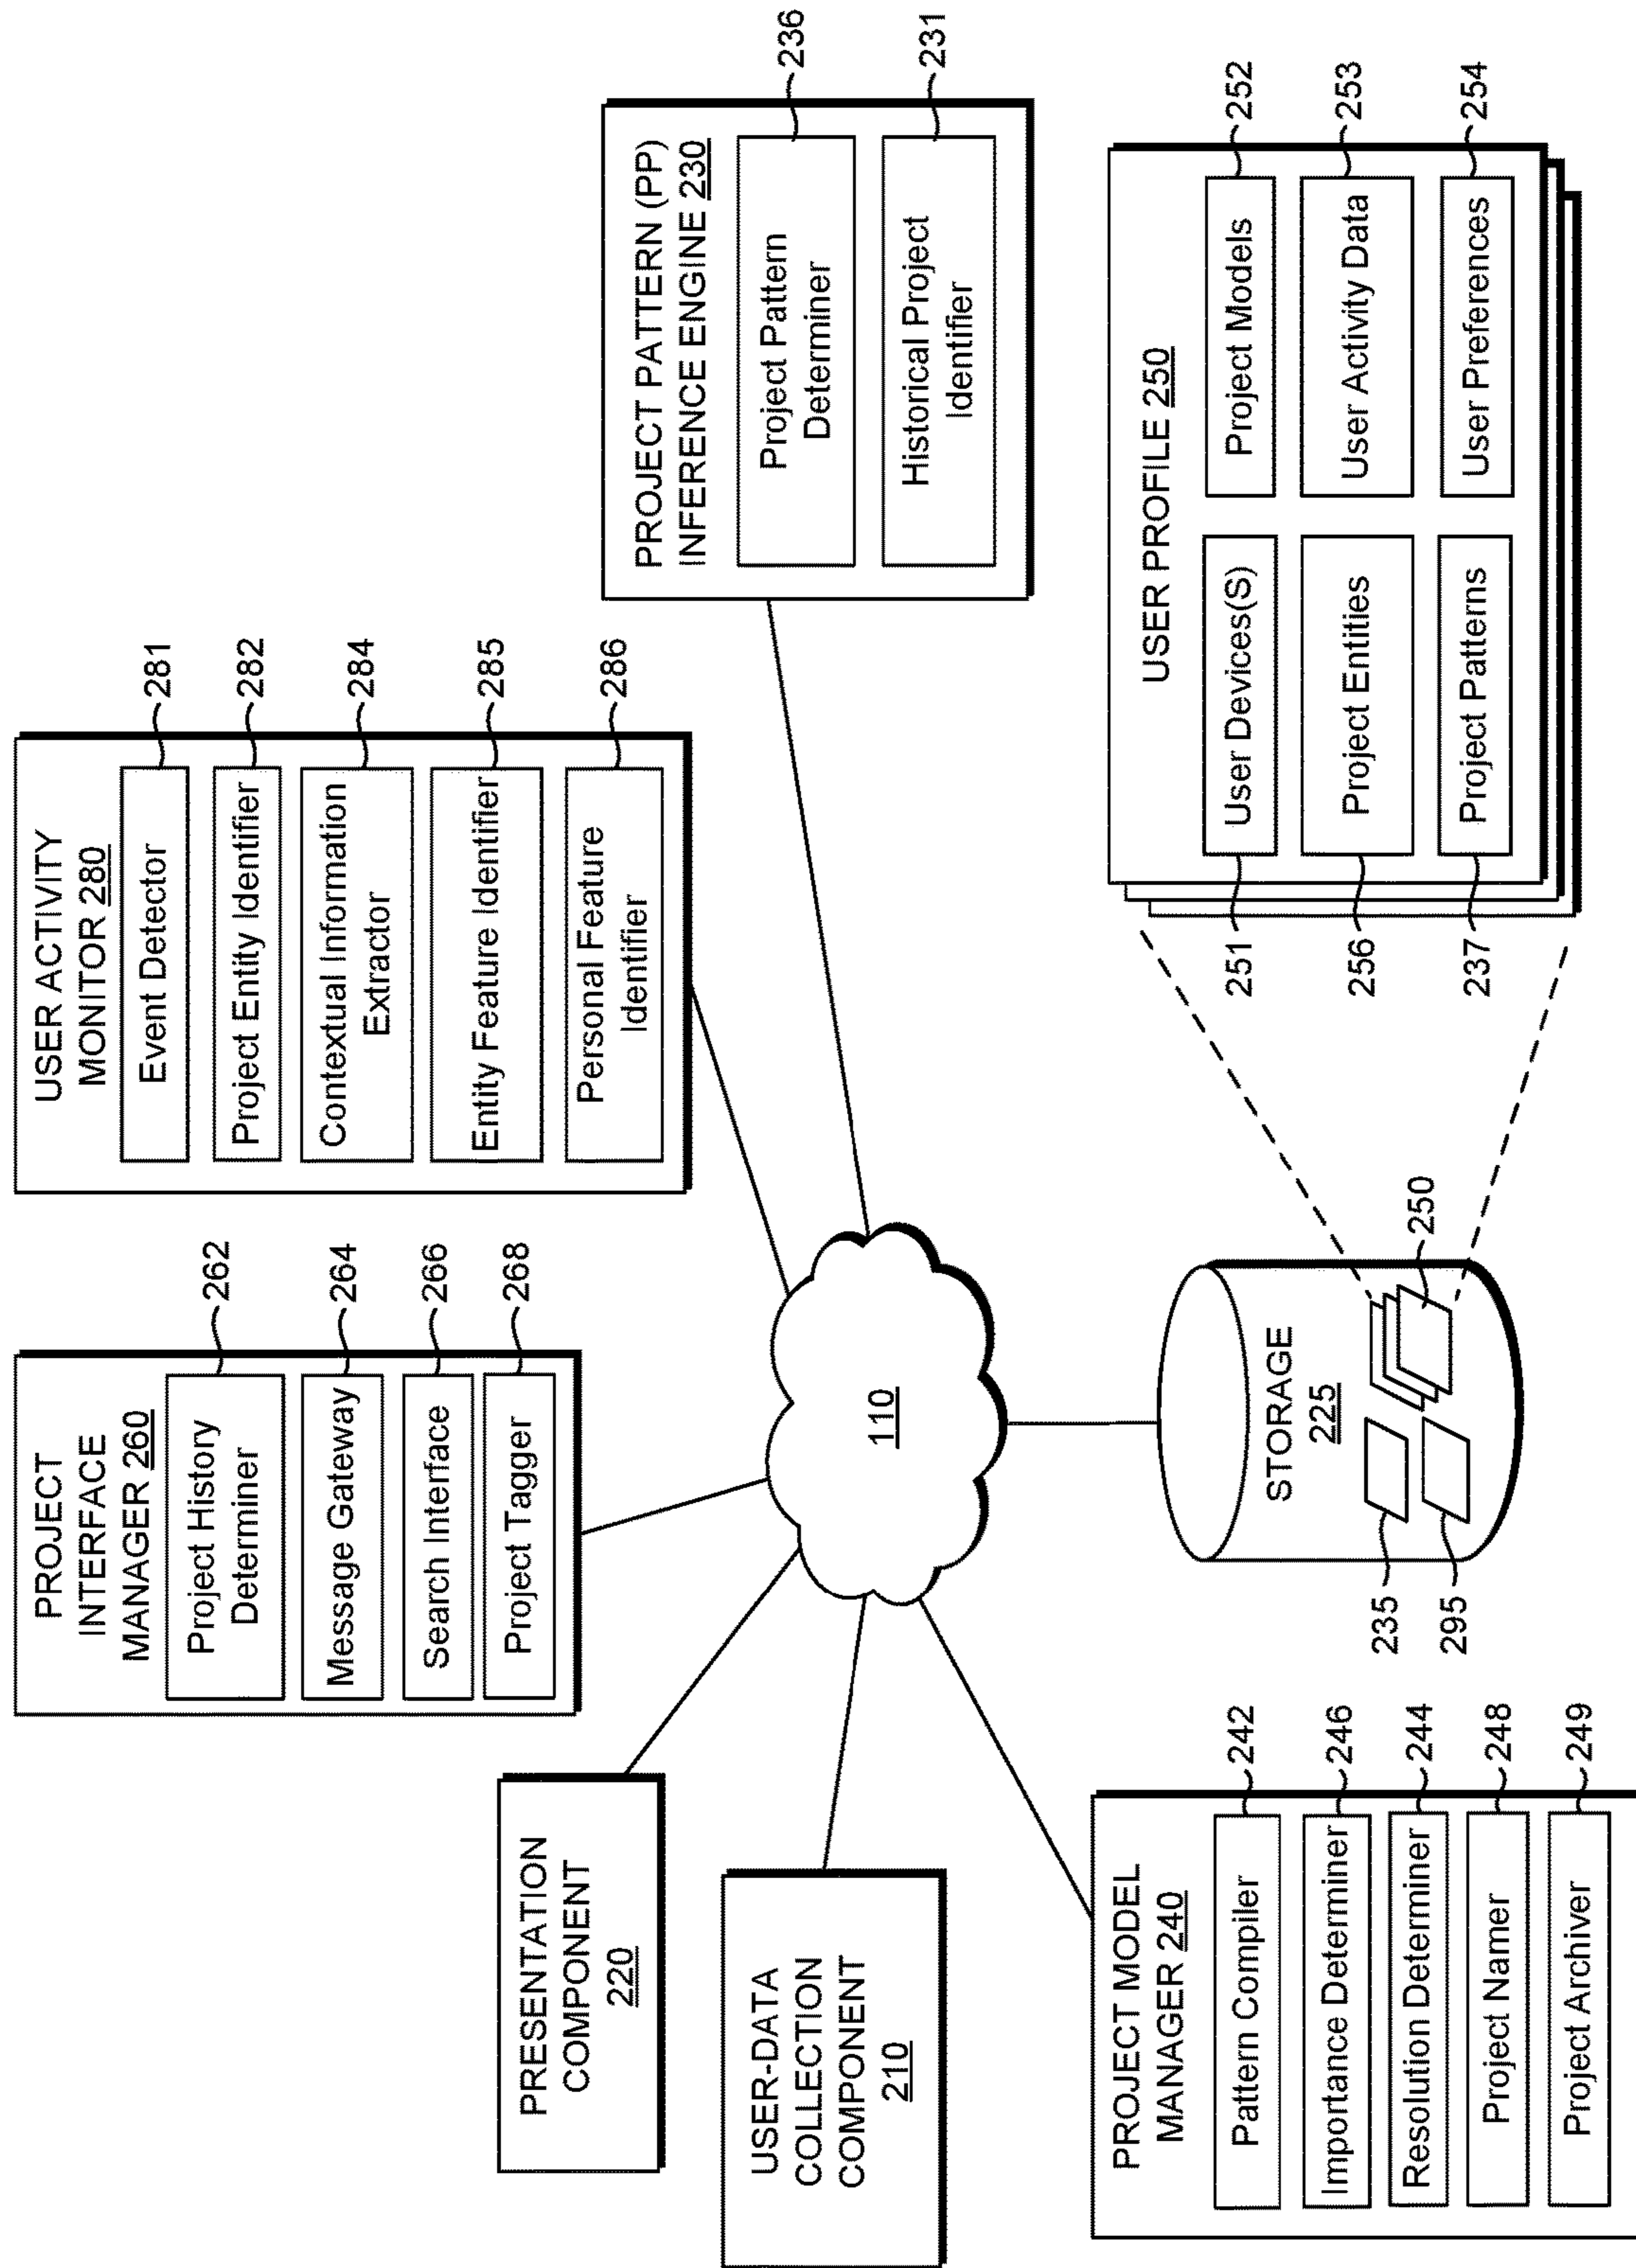 PRESENTATION
COMPONENT
220
USER-DATA
COLLECTION
COMPONENT
210
PROJECT
INTERFACE
MANAGER 260
Project History
Determiner
262
Message Gateway
264
Search Interface
266
Project Tagger
268
USER ACTIVITY
MONITOR 280
Event Detector
281
Project Entity Identifier
282
Contextual Information
Extractor
284
Entity Feature Identifier
285
Personal Feature
Identifier
286
PROJECT PATTERN (PP)
INFERENCE ENGINE 230
Project Pattern
Determiner
236
Historical Project
Identifier
231
110
PROJECT MODEL
MANAGER 240
Pattern Compiler
242
Importance Determiner
246
Resolution Determiner
244
Project Namer
248
Project Archiver
249
STORAGE
225
235
295
250
USER PROFILE 250
User Devices(S)
251
Project Models
252
Project Entities
256
User Activity Data
253
Project Patterns
237
User Preferences
254